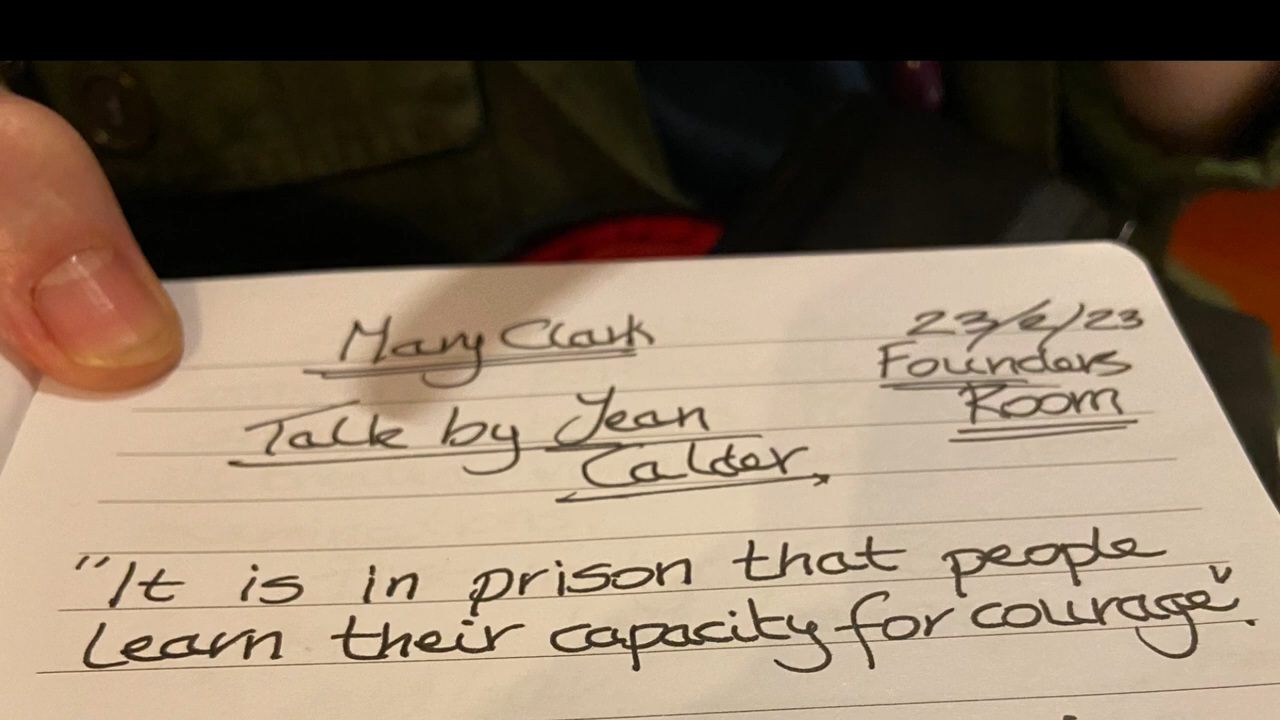 Mary Clark
23/2/23
Founders
Room
Talk by Jean
Calder
"It is in prison that people
learn their capacity for courage".